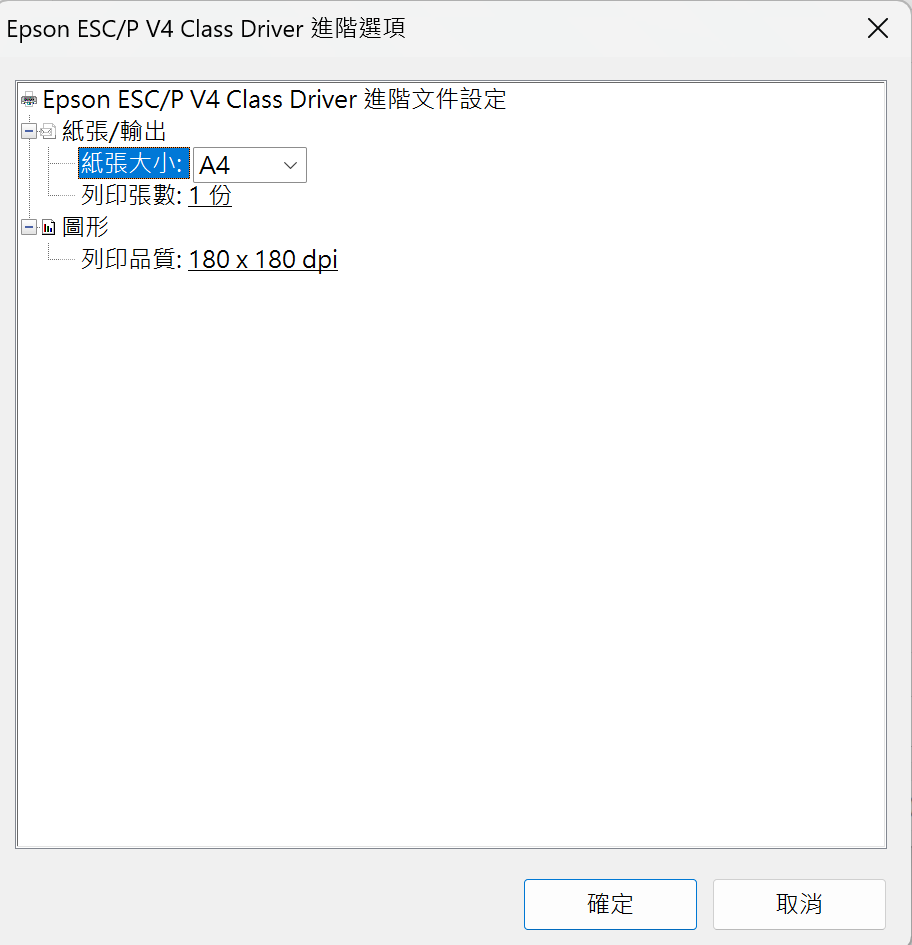 Epson ESC/P V4 Class Driver 進階選項
Epson ESC/P V4 Class Driver 進階文件設定
紙張/輸出
紙張大小: A4
列印張數: 1 份
圖形
列印品質: 180 x 180 dpi
確定 取消